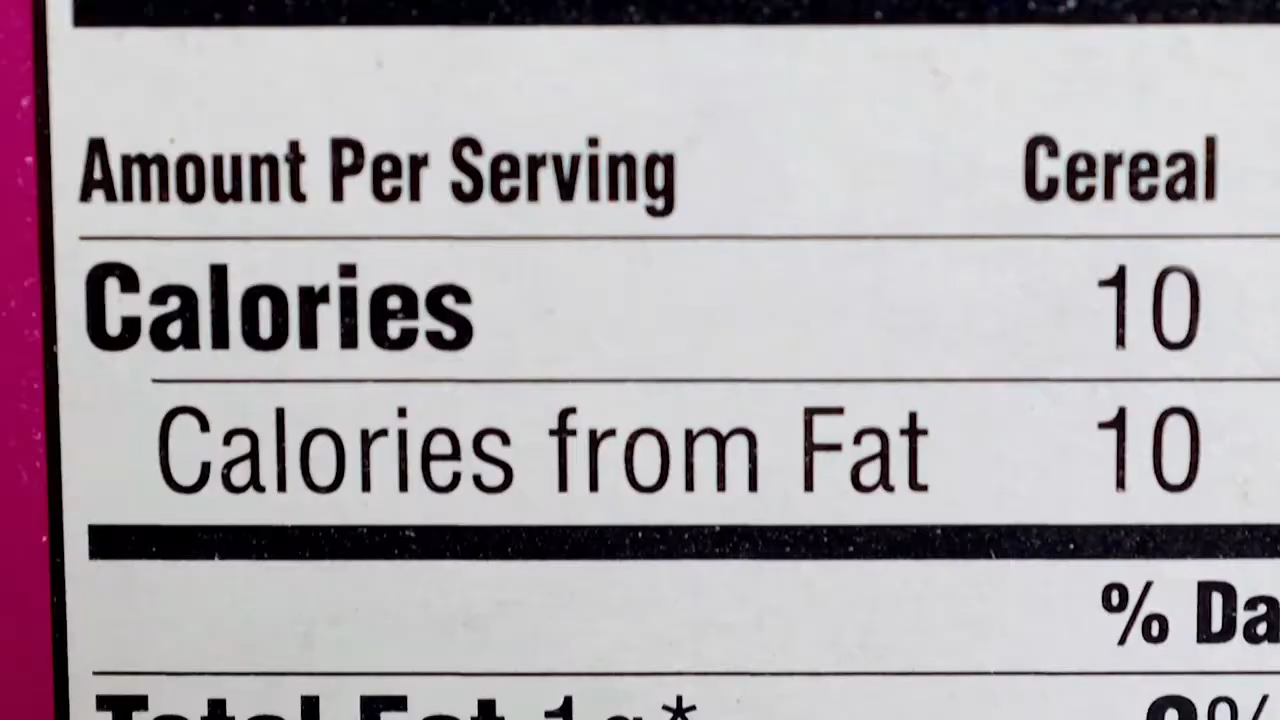 Amount Per Serving Cereal
Calories 10
Calories from Fat 10
% Da
Total Fat 1g*